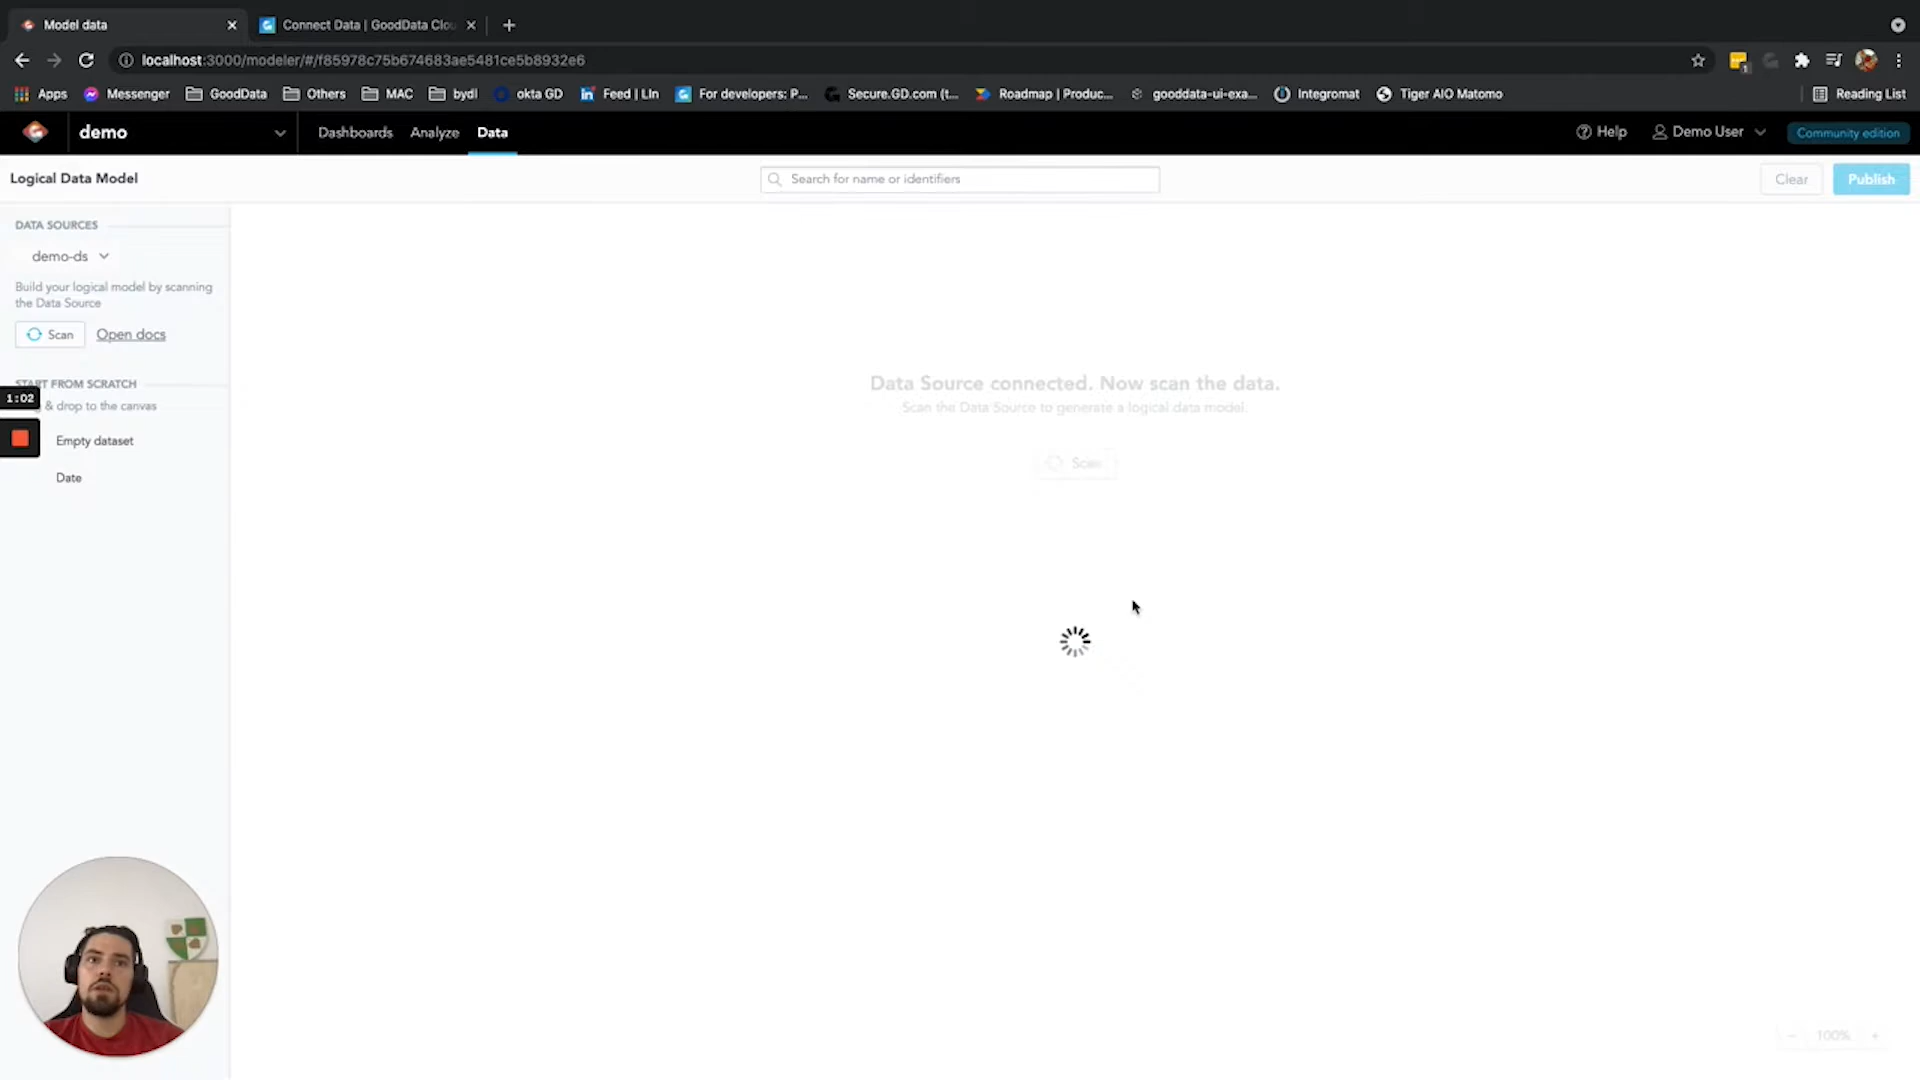 Model data
Connect Data | GoodData Clou
localhost:3000/modeler/#/f85978c75b674683ae5481ce5b8932e6
Apps Messenger GoodData Others MAC bydl okta GD Feed | LIn For developers: P... Secure.GD.com (t... Roadmap | Produc... gooddata-ui-exa... Integromat Tiger AIO Matomo Reading List
demo Dashboards Analyze Data Help Demo User Community edition
Logical Data Model Search for name or identifiers Clear Publish
DATA SOURCES
demo-ds
Build your logical model by scanning
the Data Source
Scan Open docs
START FROM SCRATCH
1:02
& drop to the canvas
Empty dataset
Date
Data Source connected. Now scan the data.
Scan the Data Source to generate a logical data model.
Scan
100%